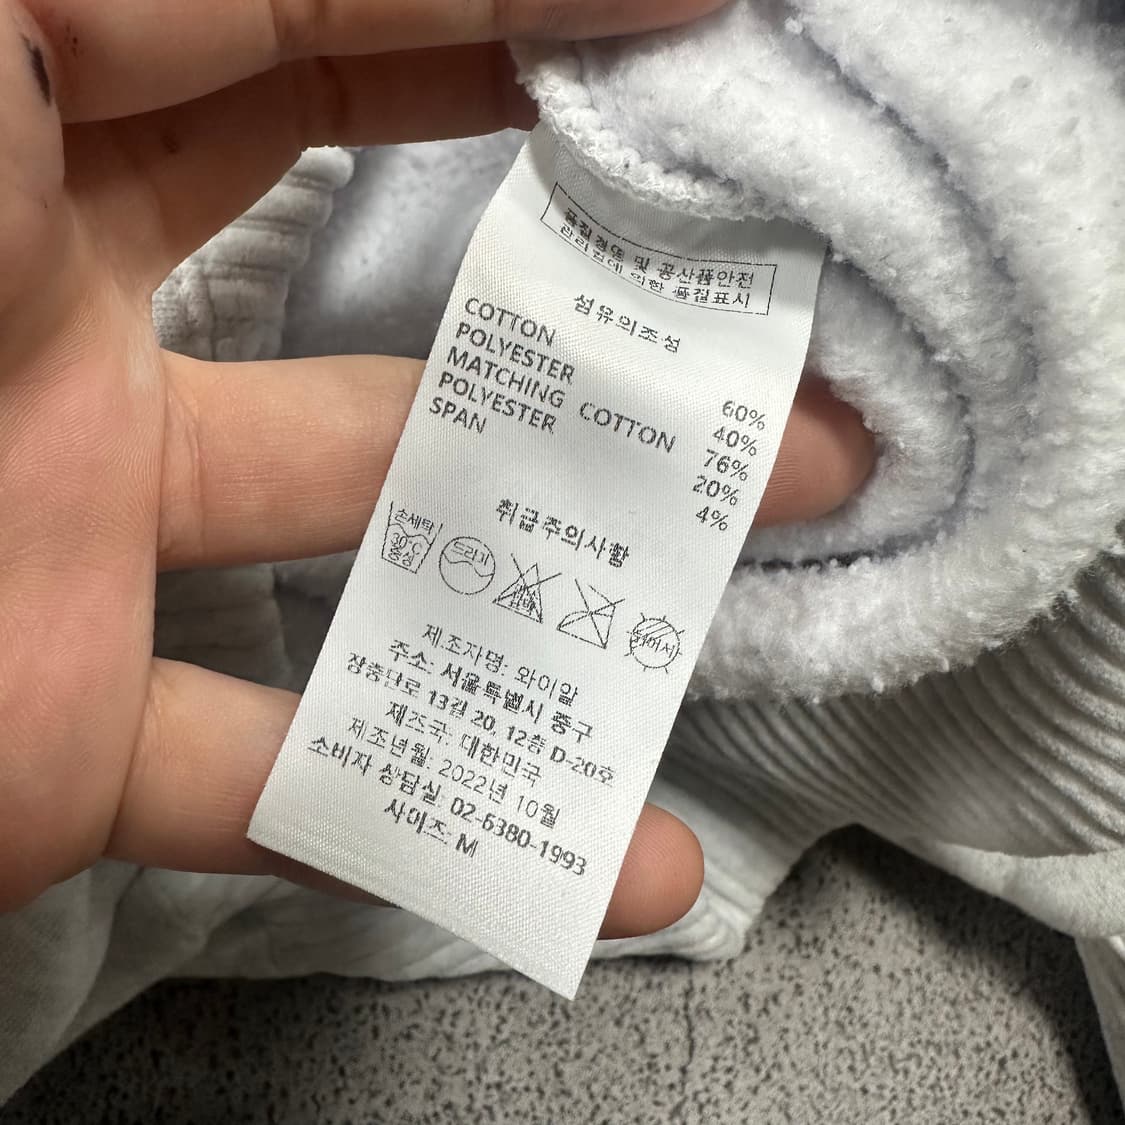 품질경영 및 공산품안전
관리법에 의한 품질표시
섬유의조성
COTTON 60%
POLYESTER 40%
MATCHING COTTON 76%
POLYESTER 20%
SPAN 4%
취급주의사항
손세탁
30°C
중성
드라이
제조자명: 와이알
주소: 서울특별시 중구
장충단로 13길 20, 12층 D-20호
제조국: 대한민국
제조년월: 2022년 10월
소비자 상담실: 02-6380-1993
사이즈: M